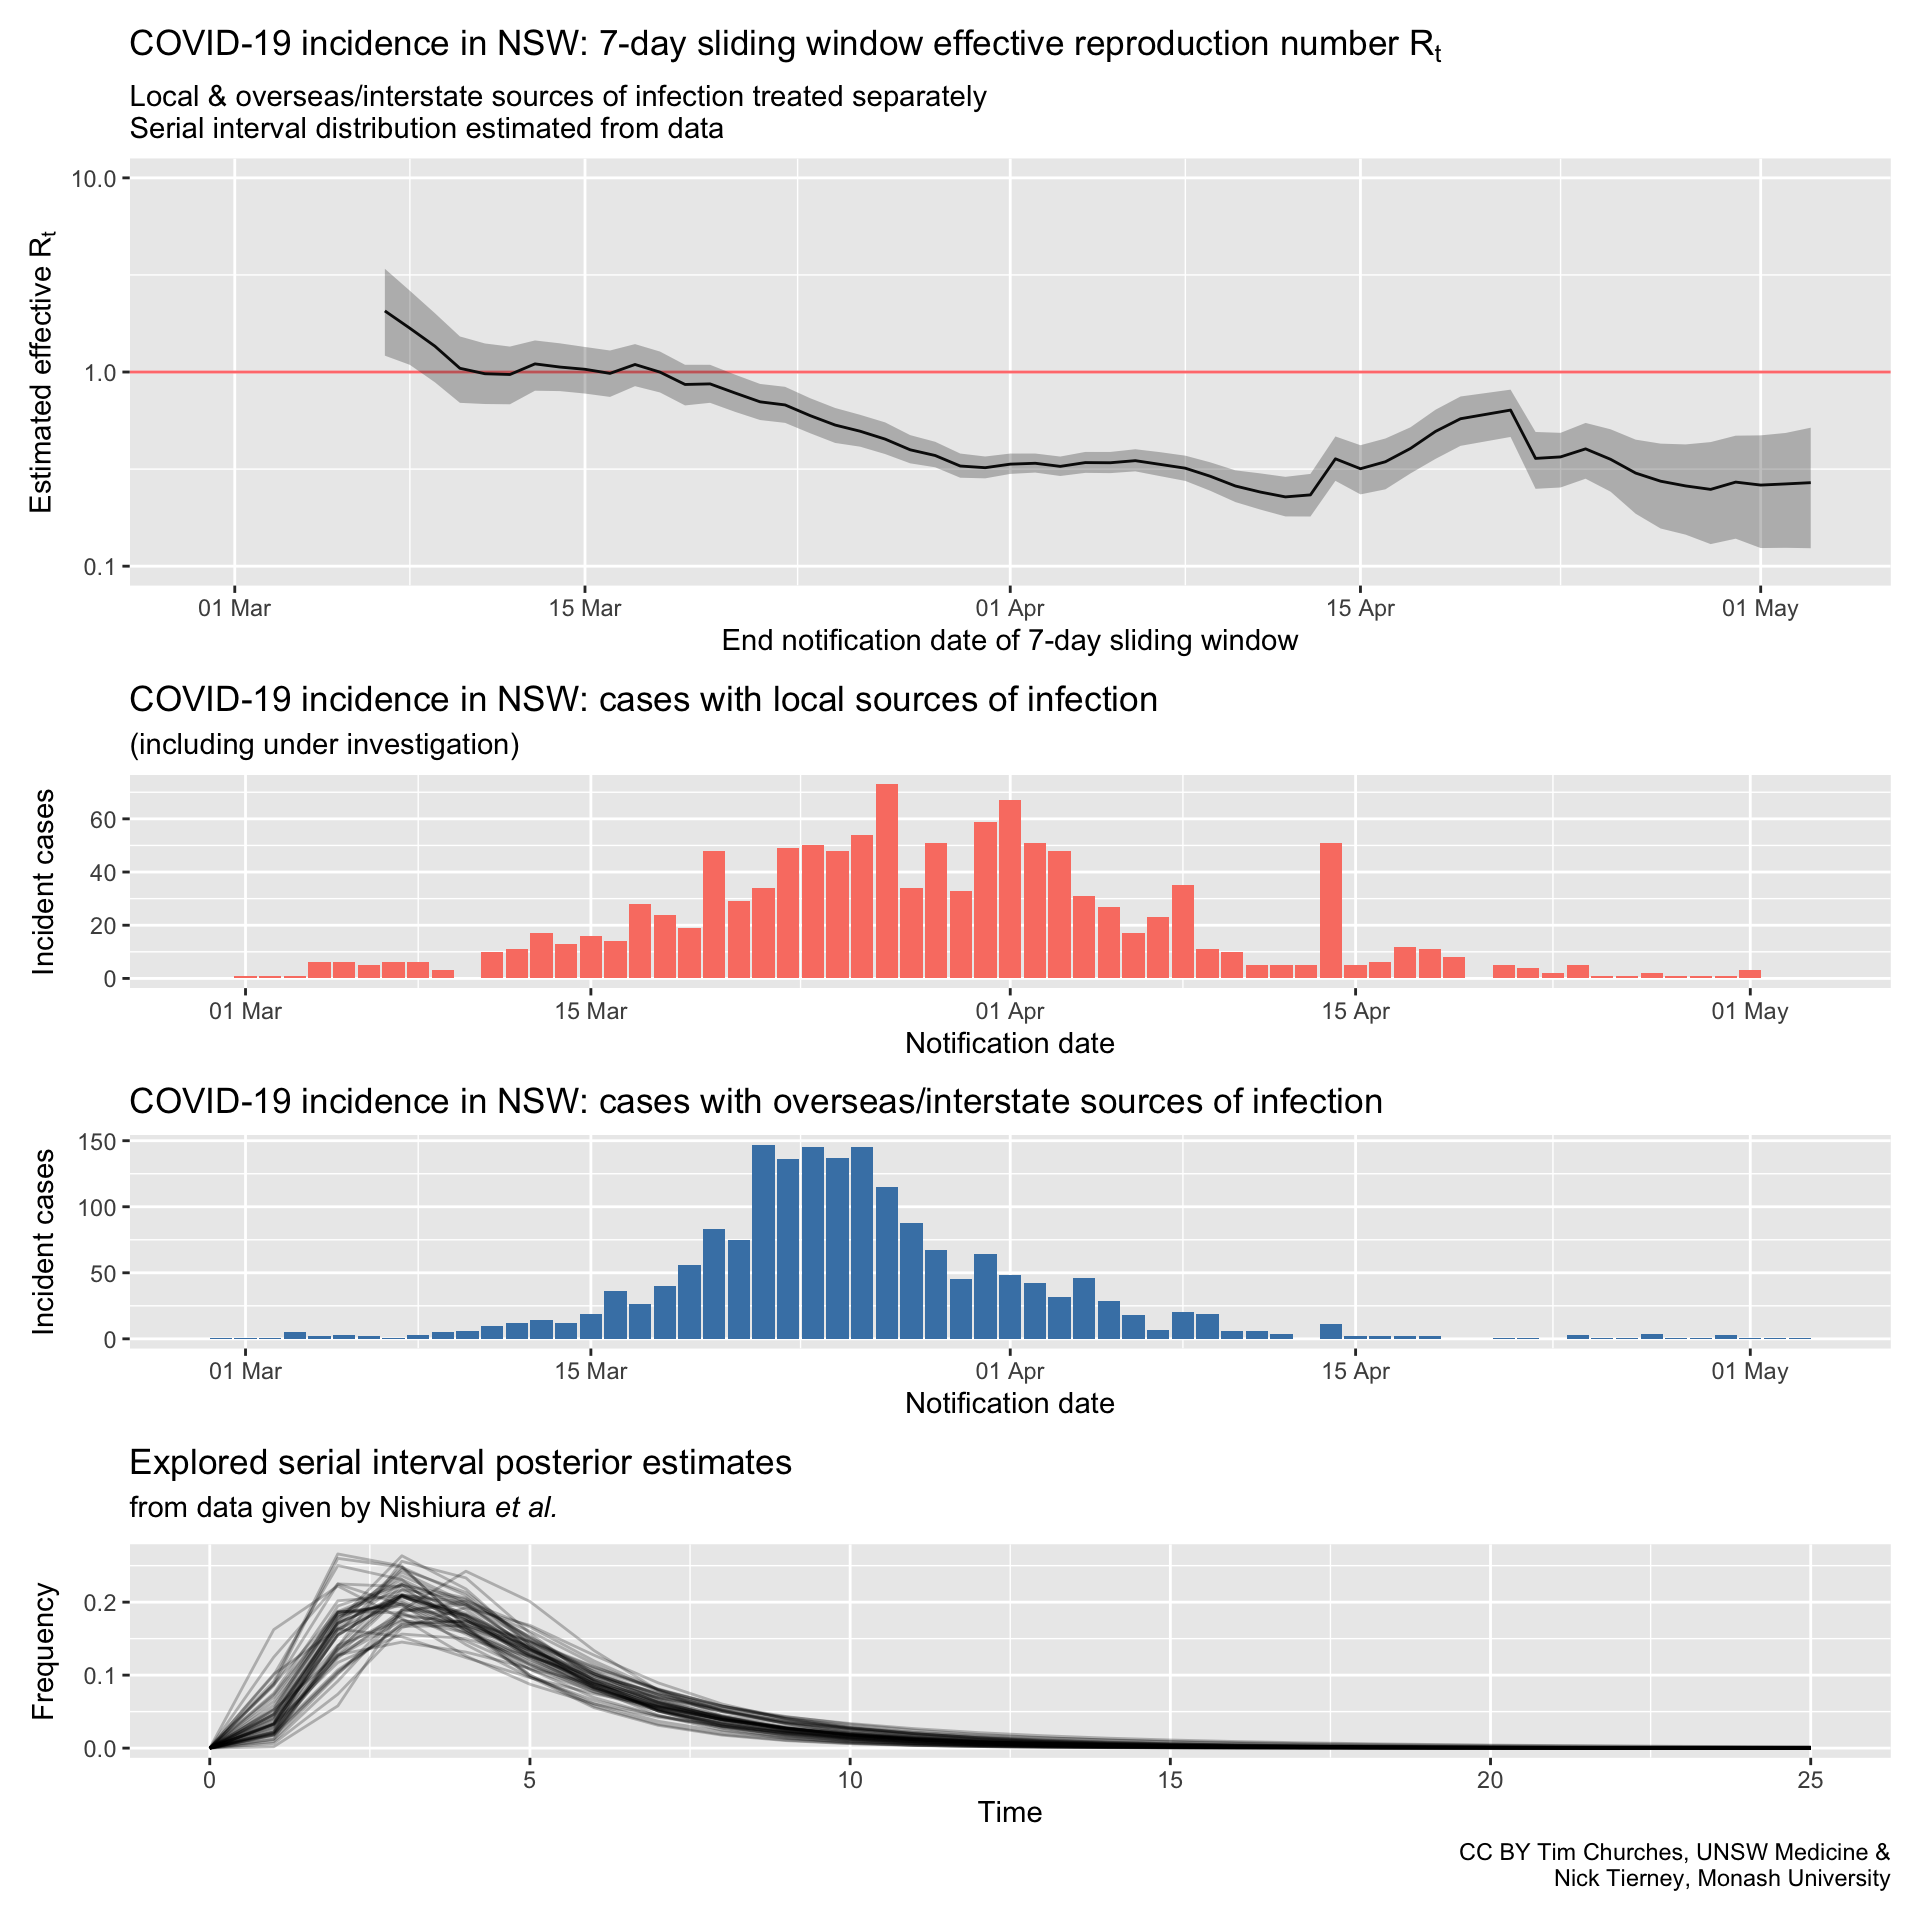 COVID-19 incidence in NSW: 7-day sliding window effective reproduction number Rt
Local & overseas/interstate sources of infection treated separately
Serial interval distribution estimated from data
Estimated effective Rt
10.0
1.0
0.1
01 Mar 15 Mar 01 Apr 15 Apr 01 May
End notification date of 7-day sliding window
COVID-19 incidence in NSW: cases with local sources of infection
(including under investigation)
Incident cases
60
40
20
0
01 Mar 15 Mar 01 Apr 15 Apr 01 May
Notification date
COVID-19 incidence in NSW: cases with overseas/interstate sources of infection
Incident cases
150
100
50
0
01 Mar 15 Mar 01 Apr 15 Apr 01 May
Notification date
Explored serial interval posterior estimates
from data given by Nishiura et al.
Frequency
0.2
0.1
0.0
0 5 10 15 20 25
Time
CC BY Tim Churches, UNSW Medicine &
Nick Tierney, Monash University